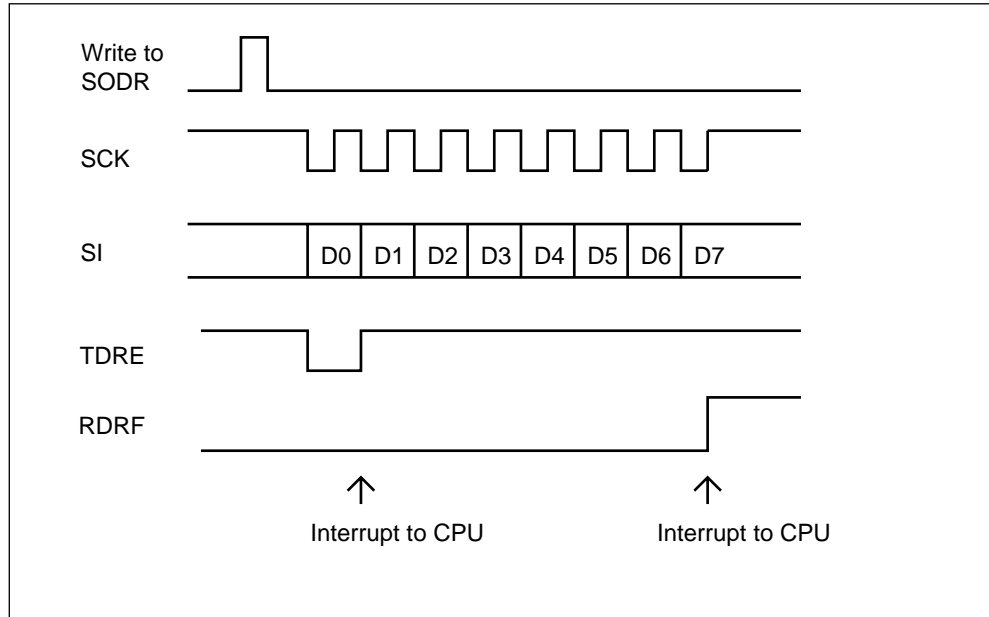 Write to
SODR
SCK
SI
D0 D1 D2 D3 D4 D5 D6 D7
TDRE
RDRF
Interrupt to CPU Interrupt to CPU